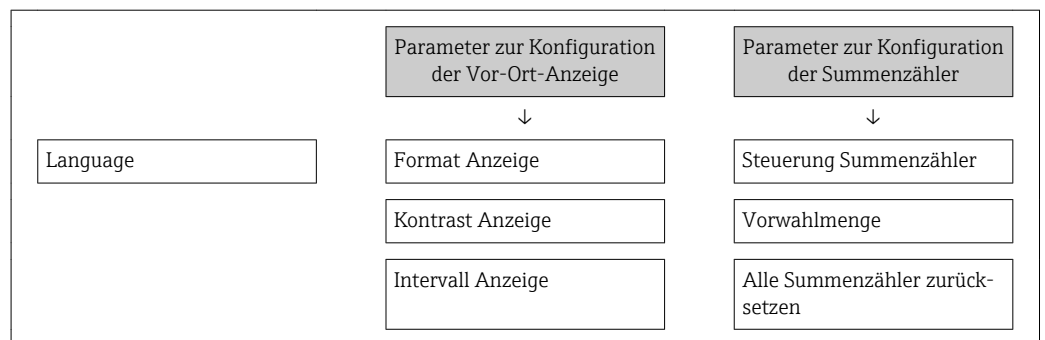 Parameter zur Konfiguration
der Vor-Ort-Anzeige
Parameter zur Konfiguration
der Summenzähler
↓
↓
Language
Format Anzeige
Steuerung Summenzähler
Kontrast Anzeige
Vorwahlmenge
Intervall Anzeige
Alle Summenzähler zurück-
setzen